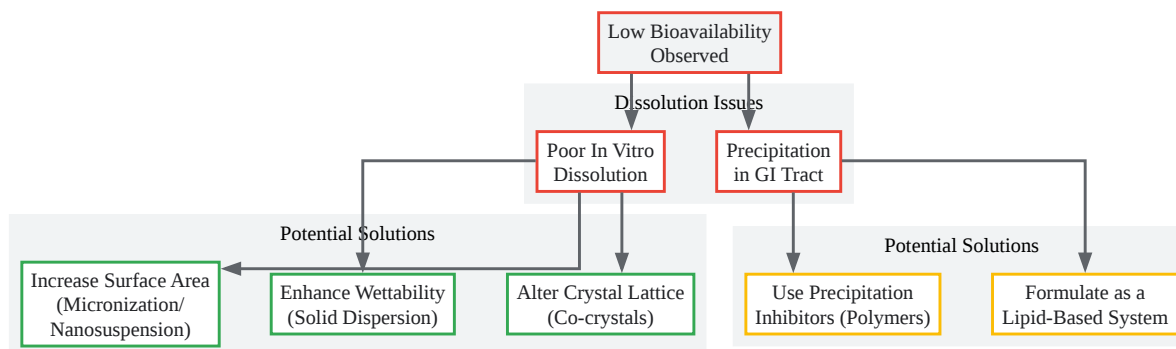 Low Bioavailability
Observed
Dissolution Issues
Poor In Vitro
Dissolution
Precipitation
in GI Tract
Potential Solutions
Increase Surface Area
(Micronization/
Nanosuspension)
Enhance Wettability
(Solid Dispersion)
Alter Crystal Lattice
(Co-crystals)
Potential Solutions
Use Precipitation
Inhibitors (Polymers)
Formulate as a
Lipid-Based System